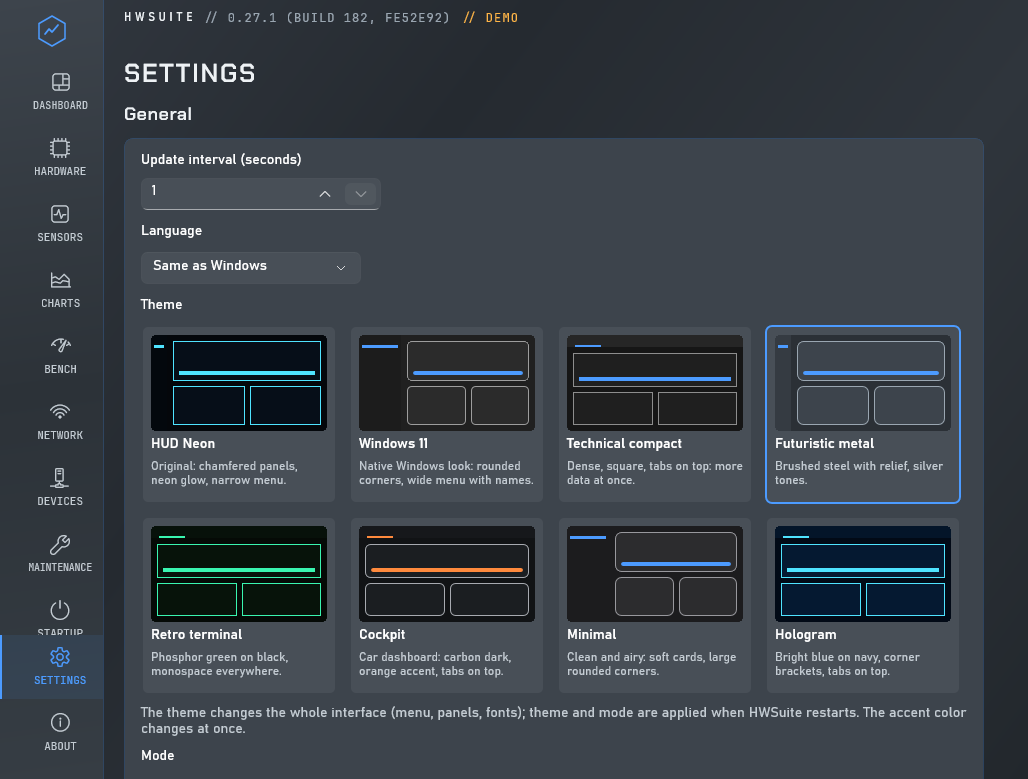 HWSUITE // 0.27.1 (BUILD 182, FE52E92) // DEMO
DASHBOARD
HARDWARE
SENSORS
CHARTS
BENCH
NETWORK
DEVICES
MAINTENANCE
STARTUP
SETTINGS
ABOUT
SETTINGS
General
Update interval (seconds)
1
Language
Same as Windows
Theme
HUD Neon
Original: chamfered panels,
neon glow, narrow menu.
Windows 11
Native Windows look: rounded
corners, wide menu with names.
Technical compact
Dense, square, tabs on top: more
data at once.
Futuristic metal
Brushed steel with relief, silver
tones.
Retro terminal
Phosphor green on black,
monospace everywhere.
Cockpit
Car dashboard: carbon dark,
orange accent, tabs on top.
Minimal
Clean and airy: soft cards, large
rounded corners.
Hologram
Bright blue on navy, corner
brackets, tabs on top.
The theme changes the whole interface (menu, panels, fonts); theme and mode are applied when HWSuite restarts. The accent color
changes at once.
Mode